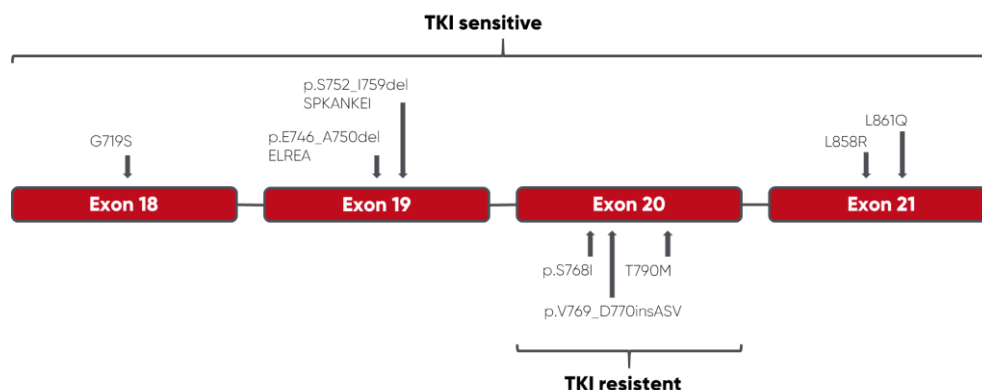 TKI sensitive
p.S752_I759del
SPKANKEI
L861Q
G719S
p.E746_A750del
ELREA
L858R
Exon 18
Exon 19
Exon 20
Exon 21
p.S768I
T790M
p.V769_D770insASV
TKI resistent